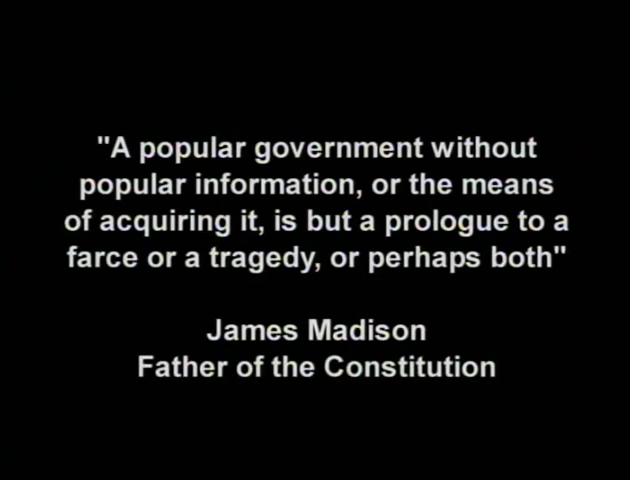 "A popular government without
popular information, or the means
of acquiring it, is but a prologue to a
farce or a tragedy, or perhaps both"
James Madison
Father of the Constitution